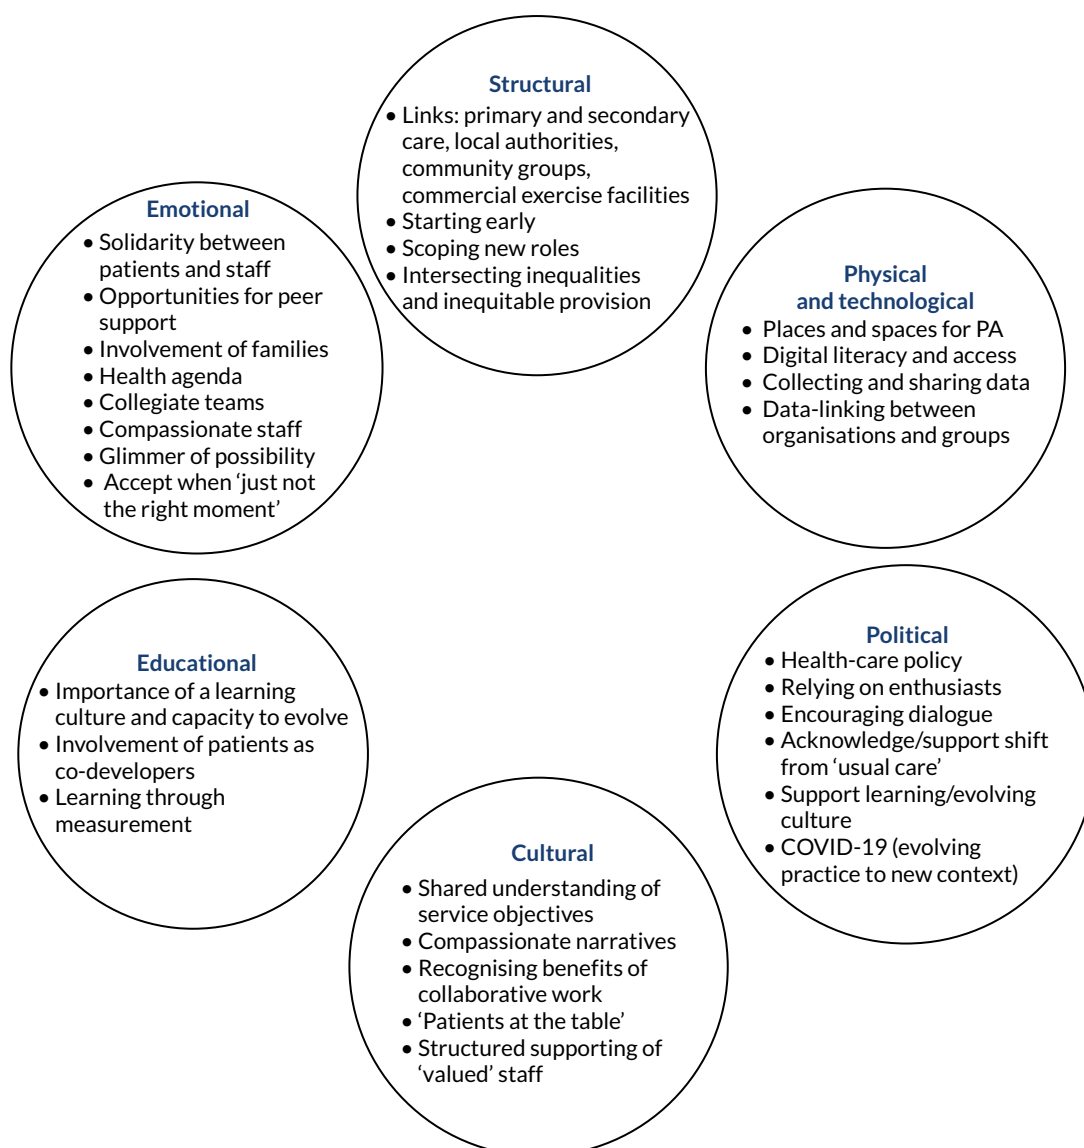 Structural
• Links: primary and secondary
care, local authorities,
community groups,
commercial exercise facilities
• Starting early
• Scoping new roles
• Intersecting inequalities
and inequitable provision
Emotional
• Solidarity between
patients and staff
• Opportunities for peer
support
• Involvement of families
• Health agenda
• Collegiate teams
• Compassionate staff
• Glimmer of possibility
• Accept when ‘just not
the right moment’
Physical
and technological
• Places and spaces for PA
• Digital literacy and access
• Collecting and sharing data
• Data-linking between
organisations and groups
Educational
• Importance of a learning
culture and capacity to evolve
• Involvement of patients as
co-developers
• Learning through
measurement
Political
• Health-care policy
• Relying on enthusiasts
• Encouraging dialogue
• Acknowledge/support shift
from ‘usual care’
• Support learning/evolving
culture
• COVID-19 (evolving
practice to new context)
Cultural
• Shared understanding of
service objectives
• Compassionate narratives
• Recognising benefits of
collaborative work
• ‘Patients at the table’
• Structured supporting of
‘valued’ staff